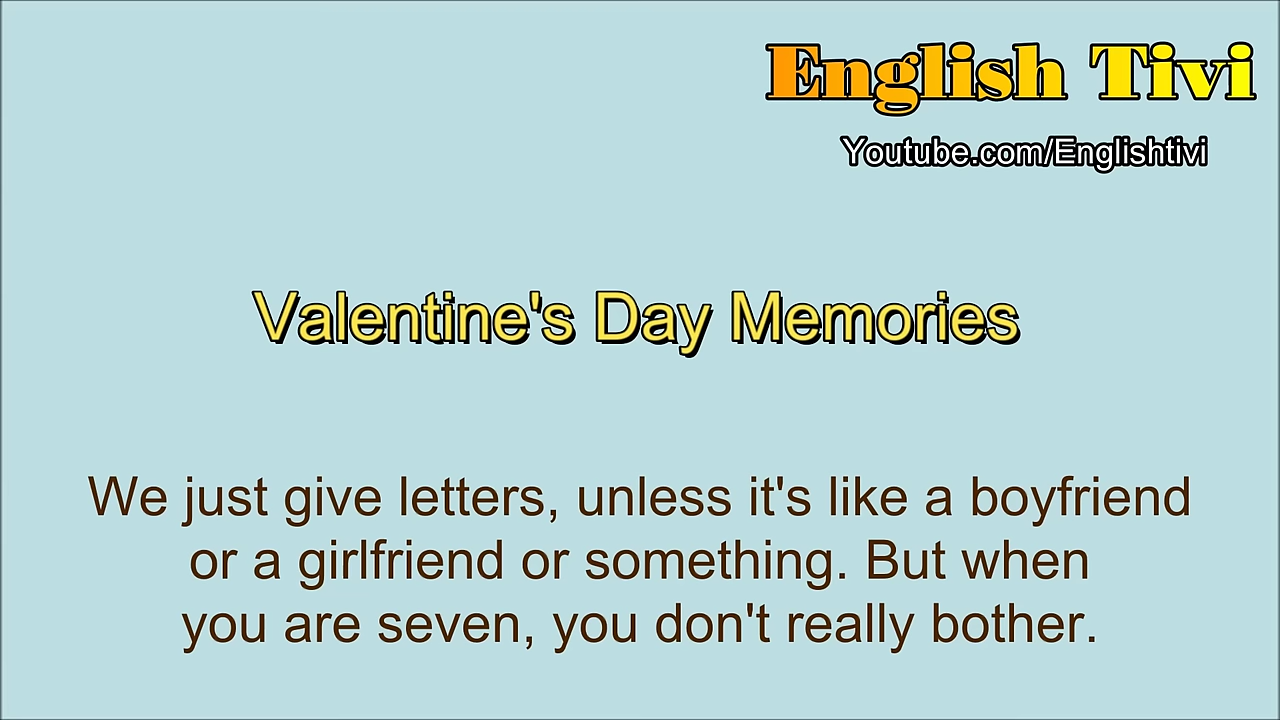 English Tivi
Youtube.com/Englishtivi
Valentine's Day Memories
We just give letters, unless it's like a boyfriend
or a girlfriend or something. But when
you are seven, you don't really bother.